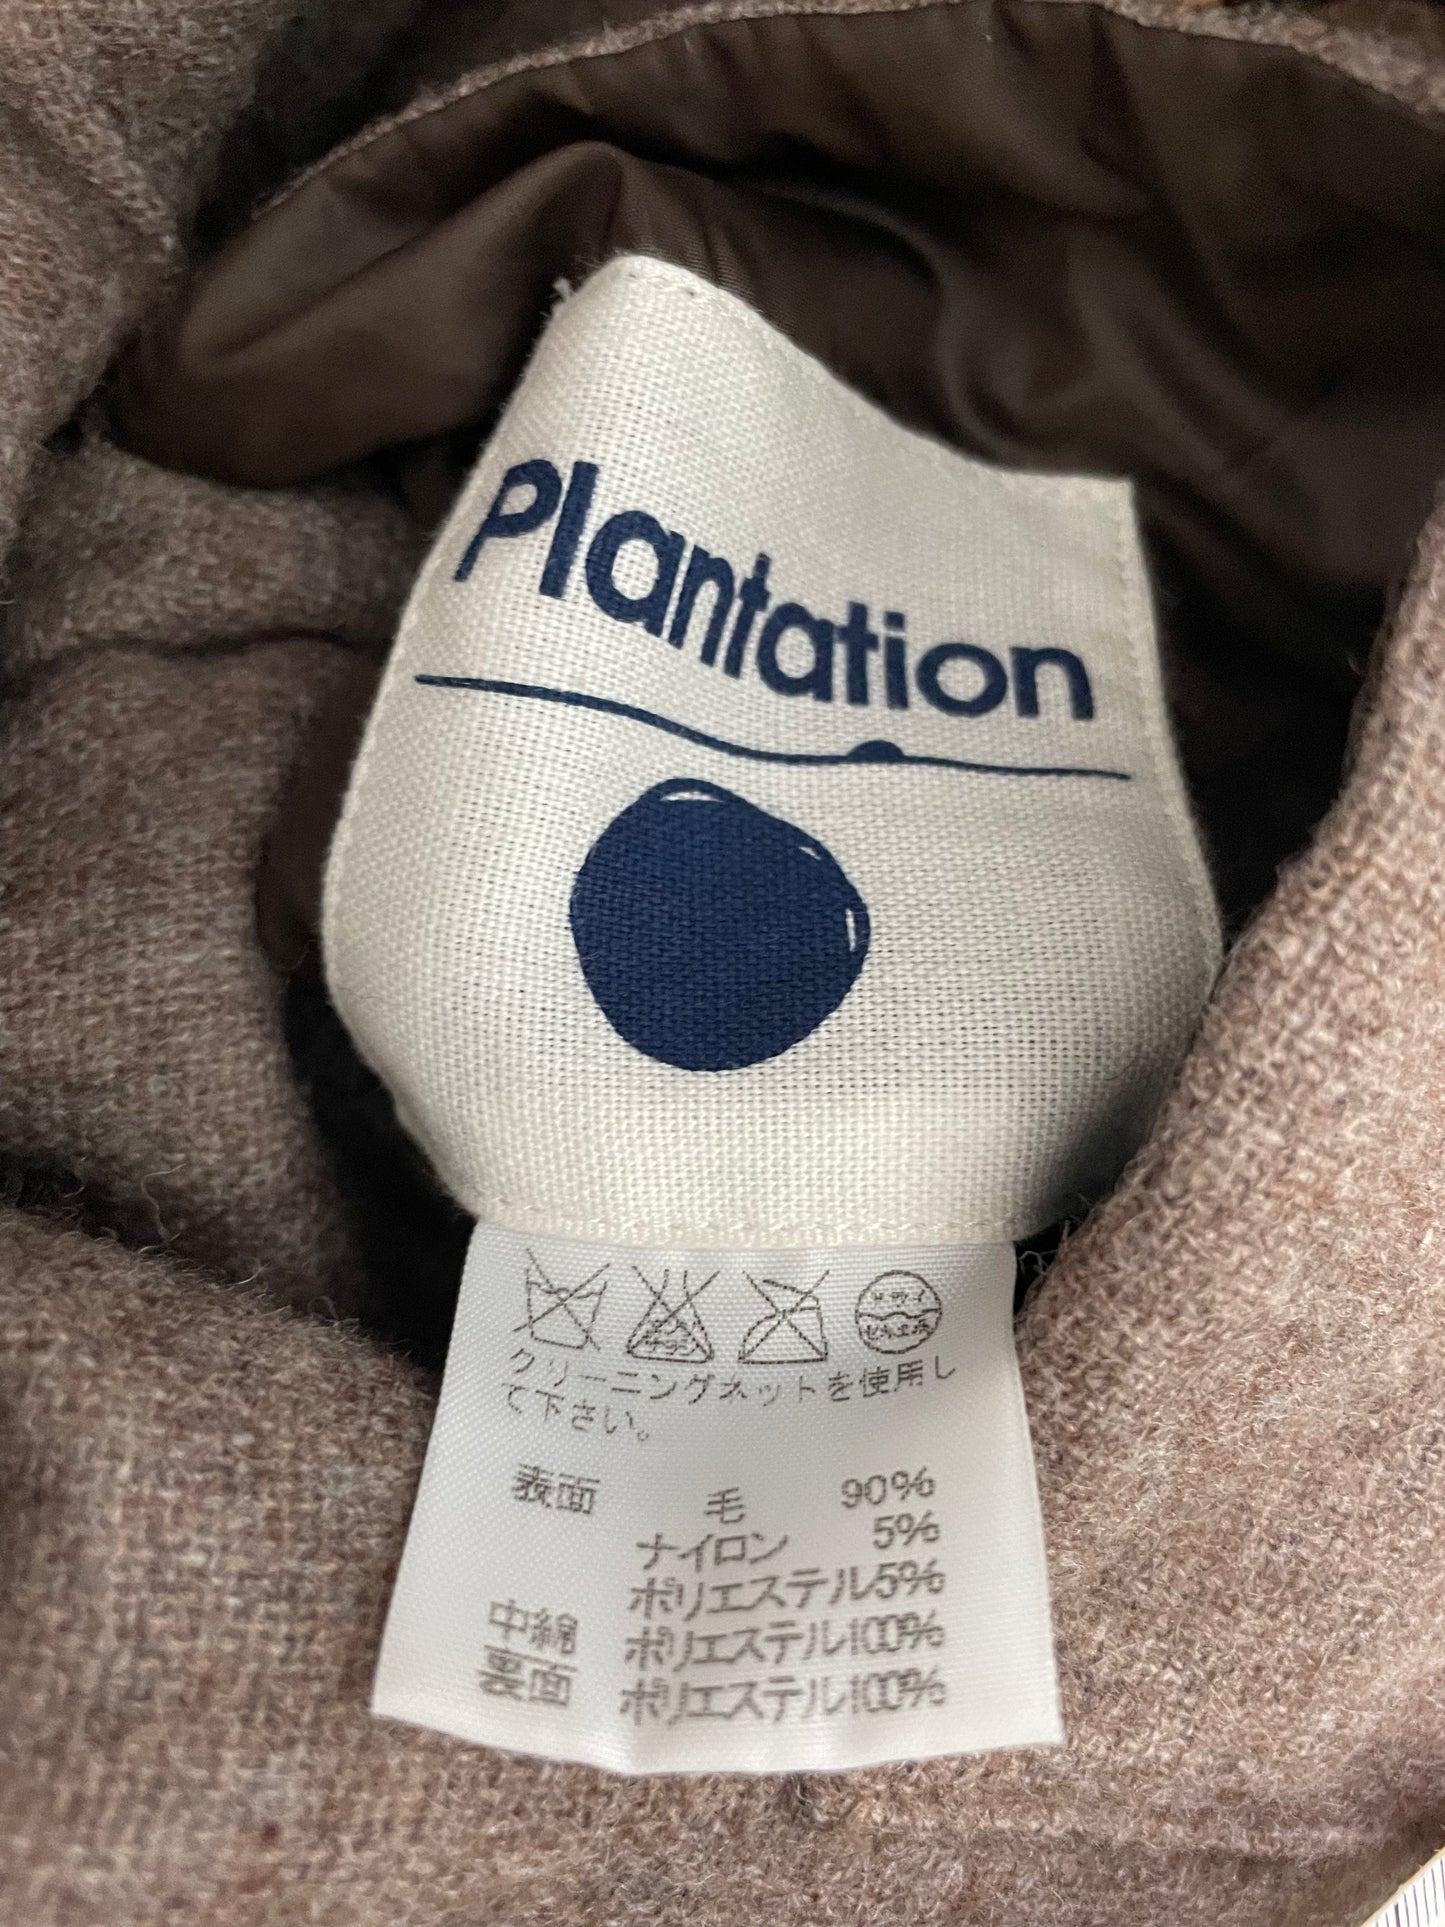 Plantation
クリーニングネットを使用し
て下さい。
表面 毛 90%
ナイロン 5%
ポリエステル5%
中綿 ポリエステル100%
裏面 ポリエステル100%